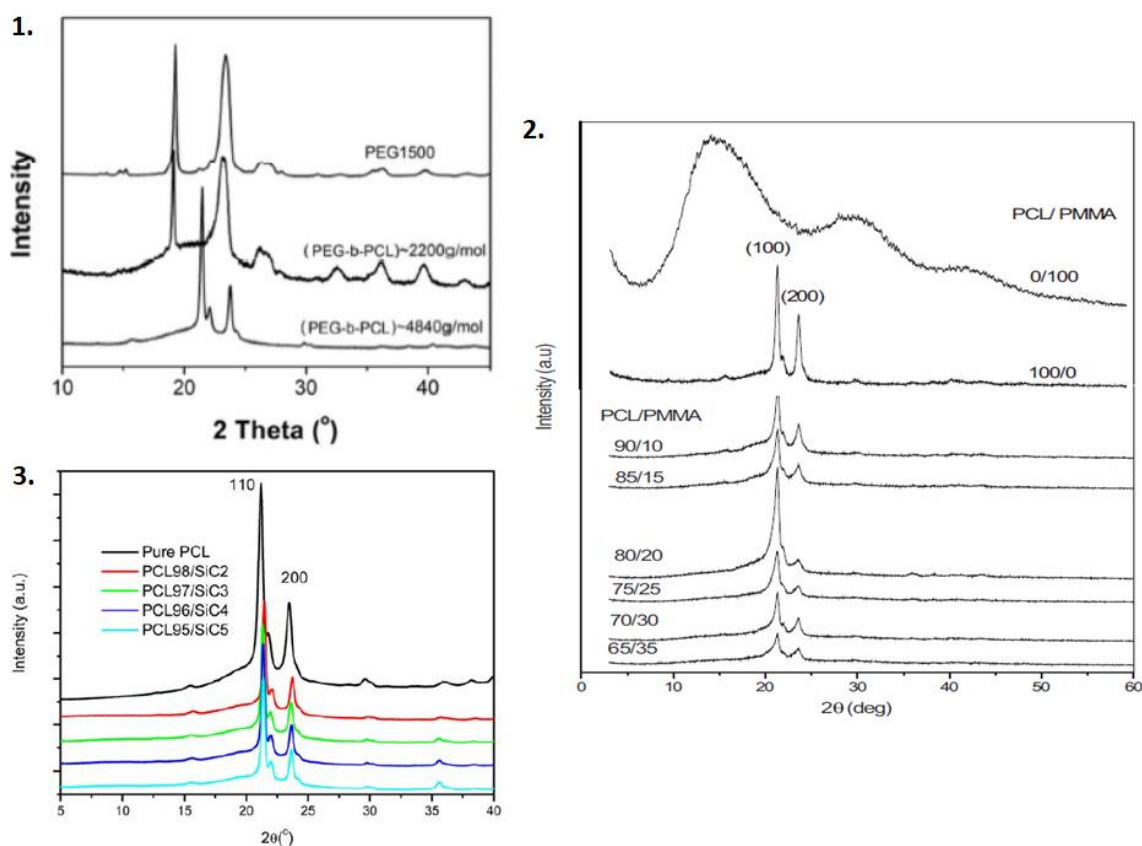 1.
Intensity
PEG1500
(PEG-b-PCL)~2200g/mol
(PEG-b-PCL)~4840g/mol
10 20 30 40
2 Theta (°)
2.
Intensity (a.u)
PCL/ PMMA
(100)
0/100
(200)
100/0
PCL/PMMA
90/10
85/15
80/20
75/25
70/30
65/35
0 10 20 30 40 50 60
2θ (deg)
3.
Intensity (a.u.)
110
200
Pure PCL
PCL98/SiC2
PCL97/SiC3
PCL96/SiC4
PCL95/SiC5
5 10 15 20 25 30 35 40
2θ(°)